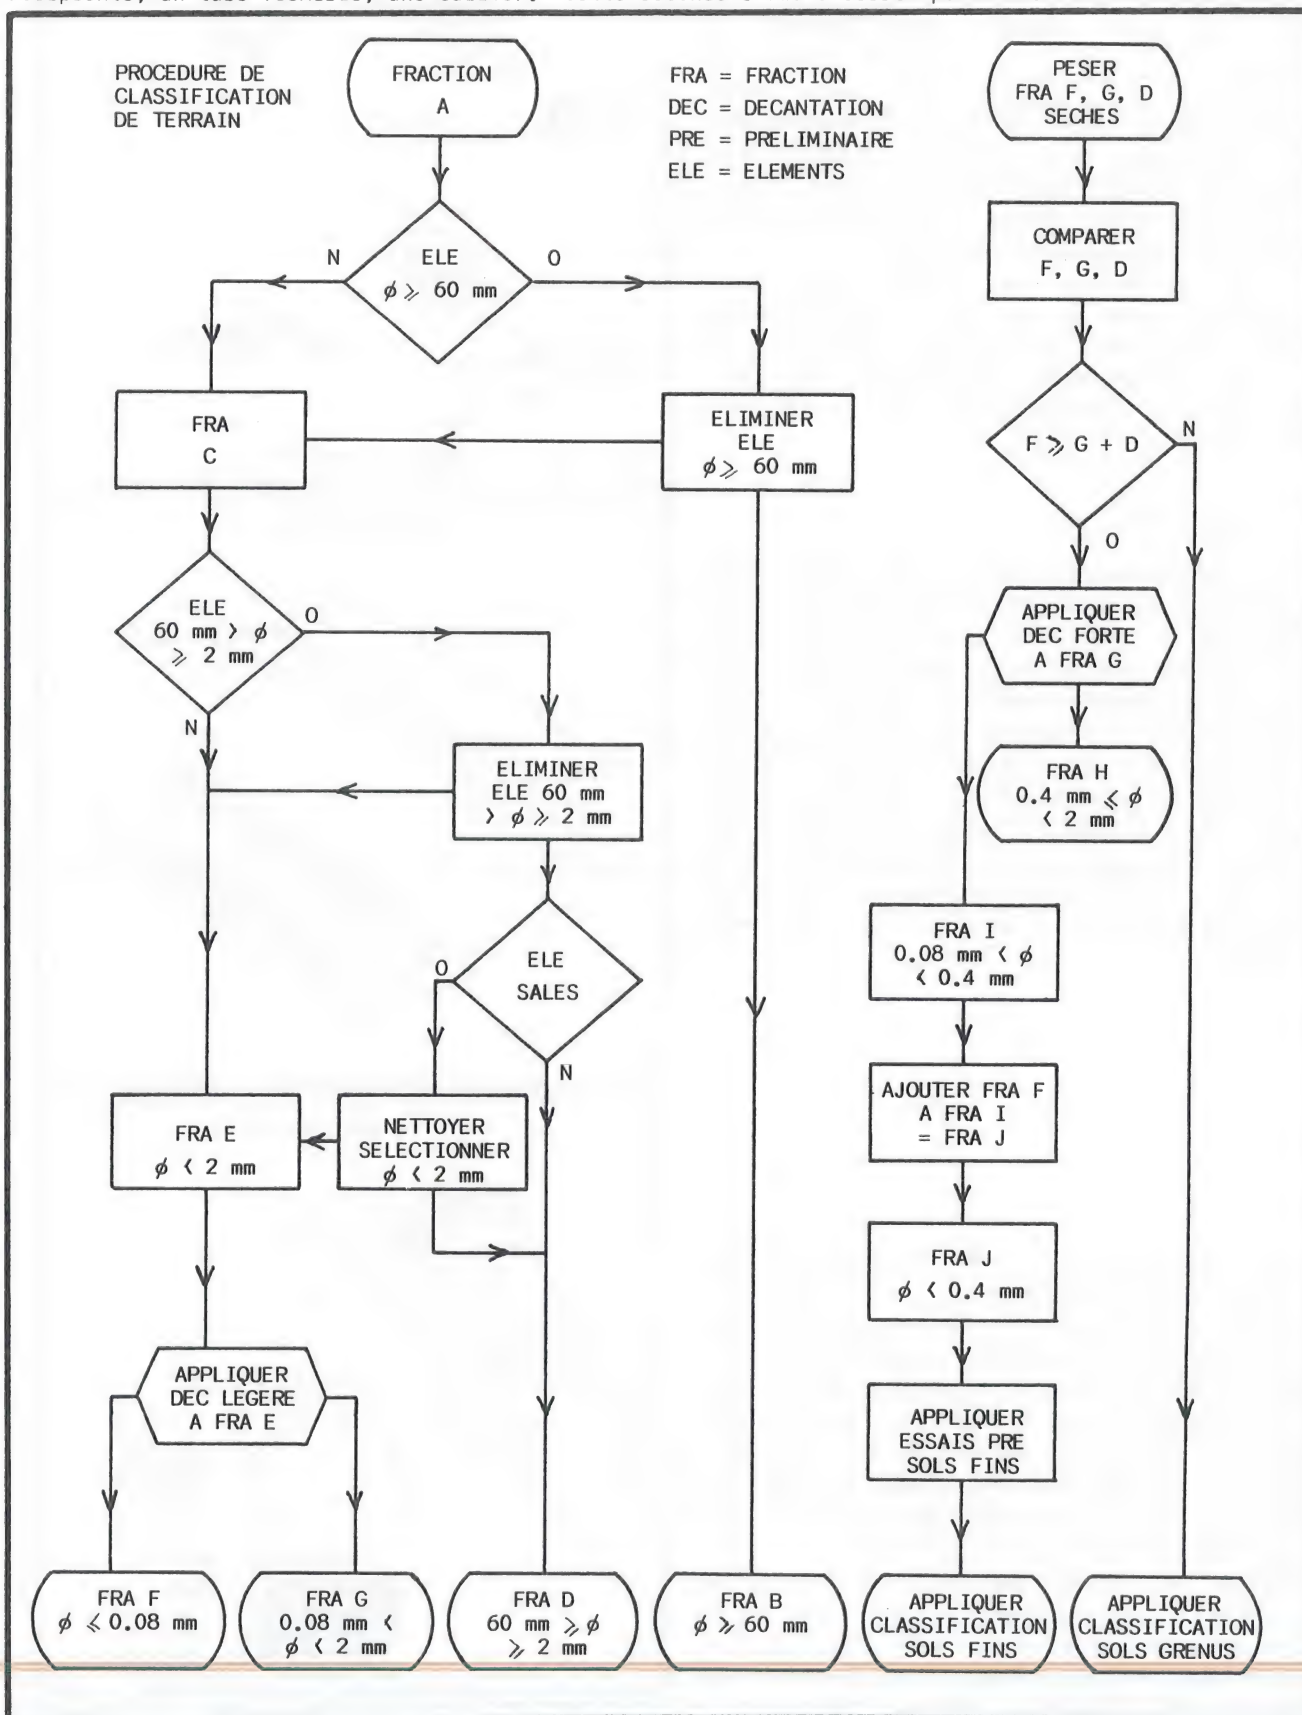 PROCEDURE DE
CLASSIFICATION
DE TERRAIN
FRACTION
A
FRA = FRACTION
DEC = DECANTATION
PRE = PRELIMINAIRE
ELE = ELEMENTS
N
ELE
ϕ ⩾ 60 mm
O
FRA
C
ELIMINER
ELE
ϕ ⩾ 60 mm
ELE
60 mm > ϕ
⩾ 2 mm
O
N
ELIMINER
ELE 60 mm
> ϕ ⩾ 2 mm
ELE
SALES
O
N
FRA E
ϕ < 2 mm
NETTOYER
SELECTIONNER
ϕ < 2 mm
APPLIQUER
DEC LEGERE
A FRA E
FRA F
ϕ ⩽ 0.08 mm
FRA G
0.08 mm <
ϕ < 2 mm
FRA D
60 mm ⩾ ϕ
⩾ 2 mm
FRA B
ϕ ⩾ 60 mm
PESER
FRA F, G, D
SECHES
COMPARER
F, G, D
F ⩾ G + D
N
O
APPLIQUER
DEC FORTE
A FRA G
FRA H
0.4 mm ⩽ ϕ
< 2 mm
FRA I
0.08 mm < ϕ
< 0.4 mm
AJOUTER FRA F
A FRA I
= FRA J
FRA J
ϕ < 0.4 mm
APPLIQUER
ESSAIS PRE
SOLS FINS
APPLIQUER
CLASSIFICATION
SOLS FINS
APPLIQUER
CLASSIFICATION
SOLS GRENUS